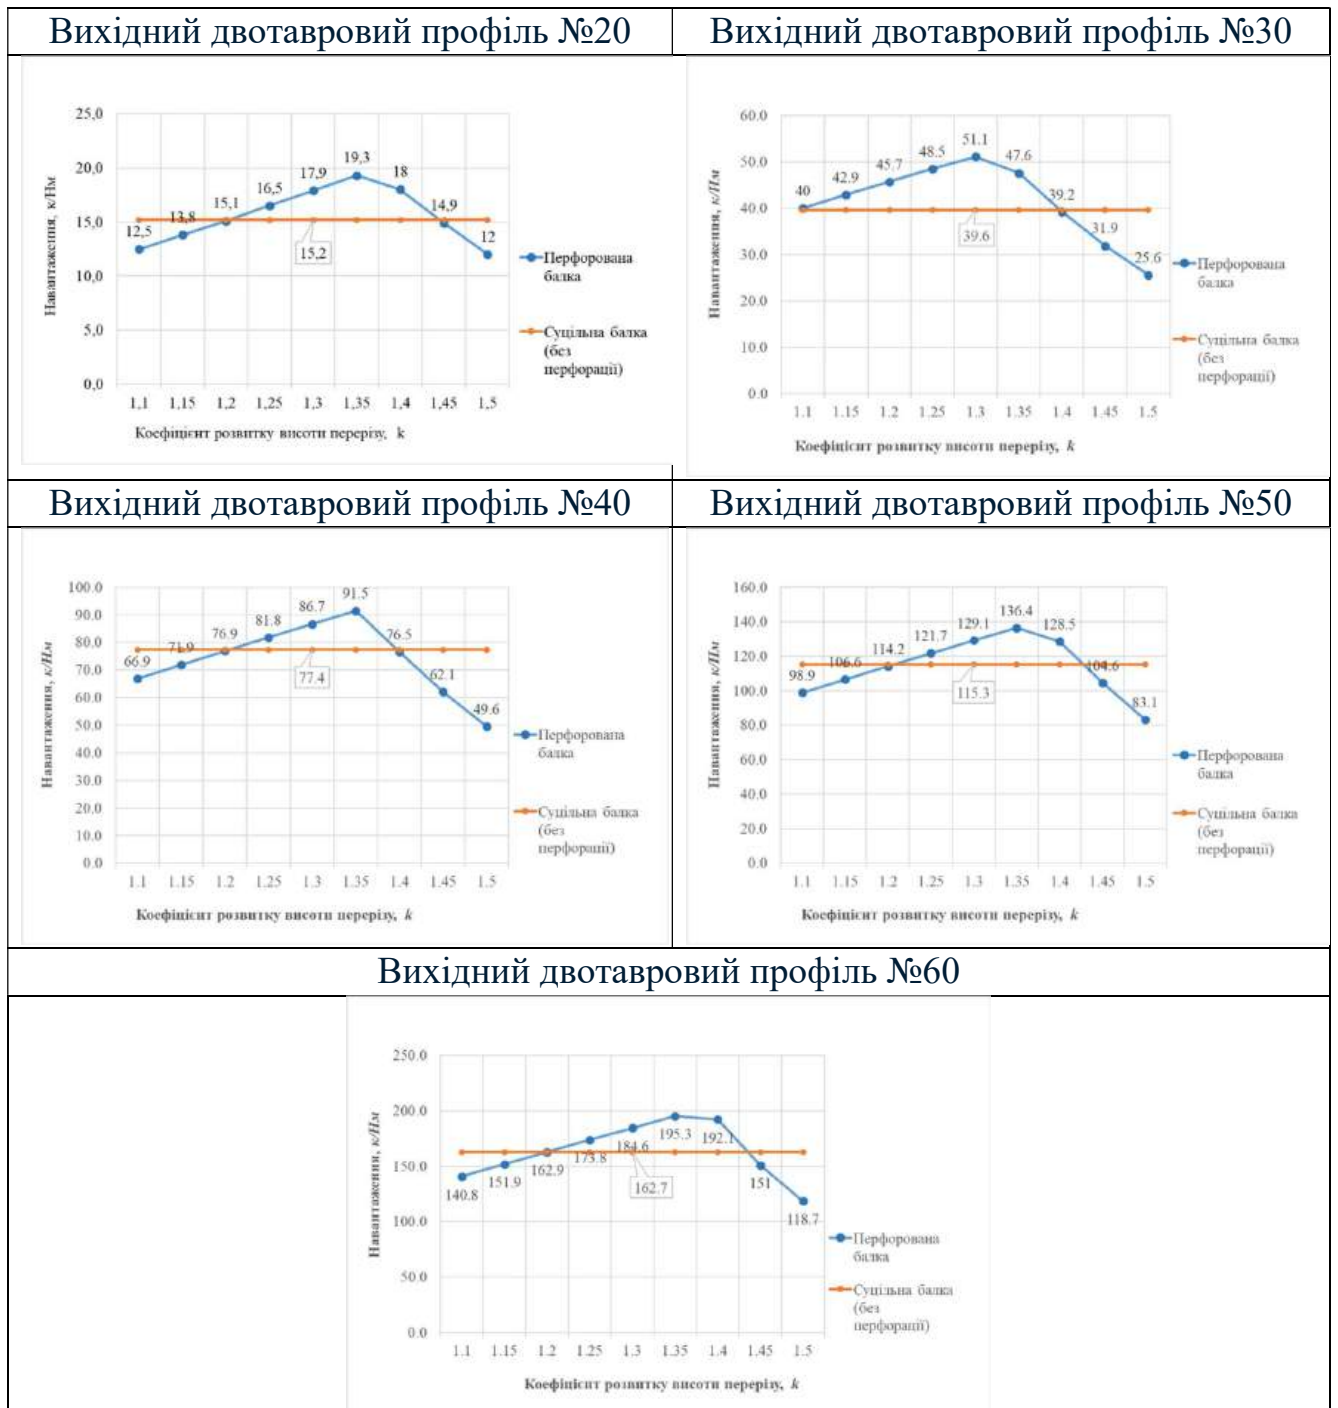 Вихідний двотавровий профіль №20
Вихідний двотавровий профіль №30
25,0
20,0
15,0
10,0
5,0
0,0
Навантаження, к/Нм
12,5
13,8
15,1
16,5
17,9
19,3
18
14,9
12
15,2
1,1 1,15 1,2 1,25 1,3 1,35 1,4 1,45 1,5
Коефіцієнт розвитку висоти перерізу, k
Перфорована
балка
Суцільна балка
(без
перфорації)
60.0
50.0
40.0
30.0
20.0
10.0
0.0
Навантаження, к/Нм
40
42.9
45.7
48.5
51.1
47.6
39.2
31.9
25.6
39.6
1.1 1.15 1.2 1.25 1.3 1.35 1.4 1.45 1.5
Коефіцієнт розвитку висоти перерізу, k
Перфорована
балка
Суцільна балка
(без
перфорації)
Вихідний двотавровий профіль №40
Вихідний двотавровий профіль №50
100.0
90.0
80.0
70.0
60.0
50.0
40.0
30.0
20.0
10.0
0.0
Навантаження, к/Нм
66.9
71.9
76.9
81.8
86.7
91.5
76.5
62.1
49.6
77.4
1.1 1.15 1.2 1.25 1.3 1.35 1.4 1.45 1.5
Коефіцієнт розвитку висоти перерізу, k
Перфорована
балка
Суцільна балка
(без
перфорації)
160.0
140.0
120.0
100.0
80.0
60.0
40.0
20.0
0.0
Навантаження, к/Нм
98.9
106.6
114.2
121.7
129.1
136.4
128.5
104.6
83.1
115.3
1.1 1.15 1.2 1.25 1.3 1.35 1.4 1.45 1.5
Коефіцієнт розвитку висоти перерізу, k
Перфорована
балка
Суцільна балка
(без
перфорації)
Вихідний двотавровий профіль №60
250.0
200.0
150.0
100.0
50.0
0.0
Навантаження, к/Нм
140.8
151.9
162.9
173.8
184.6
195.3
192.1
151
118.7
162.7
1.1 1.15 1.2 1.25 1.3 1.35 1.4 1.45 1.5
Коефіцієнт розвитку висоти перерізу, k
Перфорована
балка
Суцільна балка
(без
перфорації)